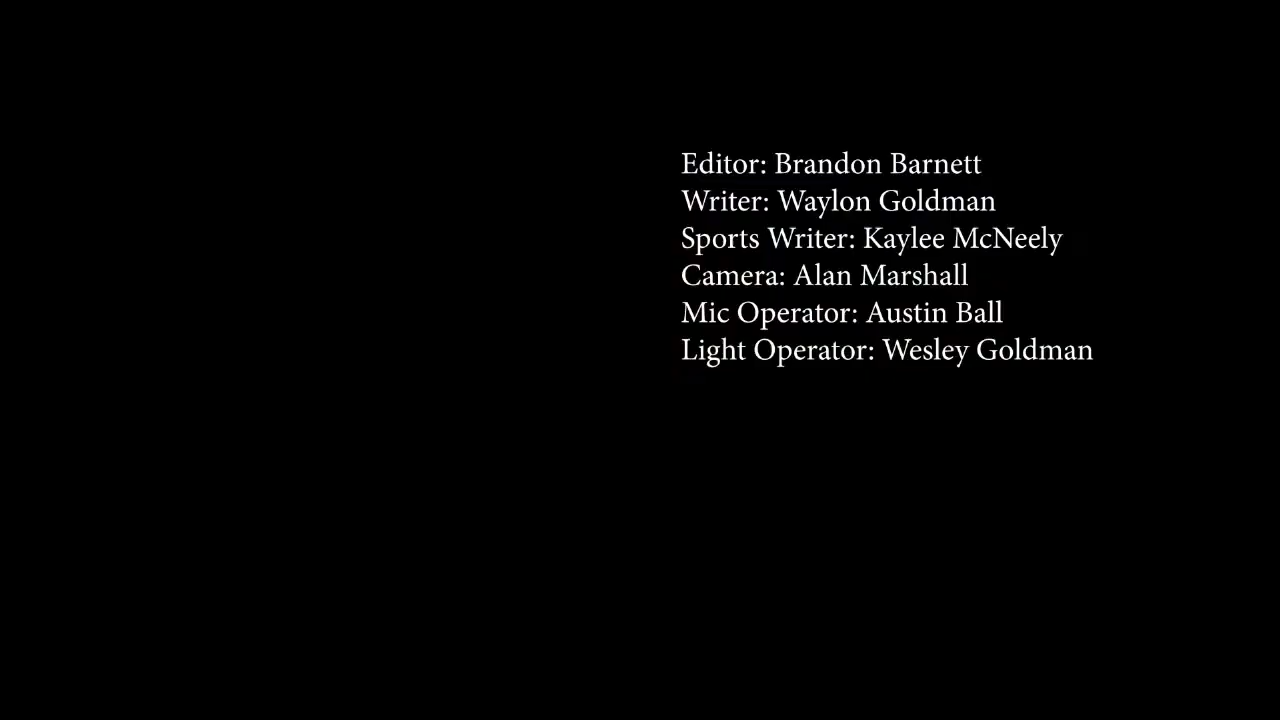 Editor: Brandon Barnett
Writer: Waylon Goldman
Sports Writer: Kaylee McNeely
Camera: Alan Marshall
Mic Operator: Austin Ball
Light Operator: Wesley Goldman